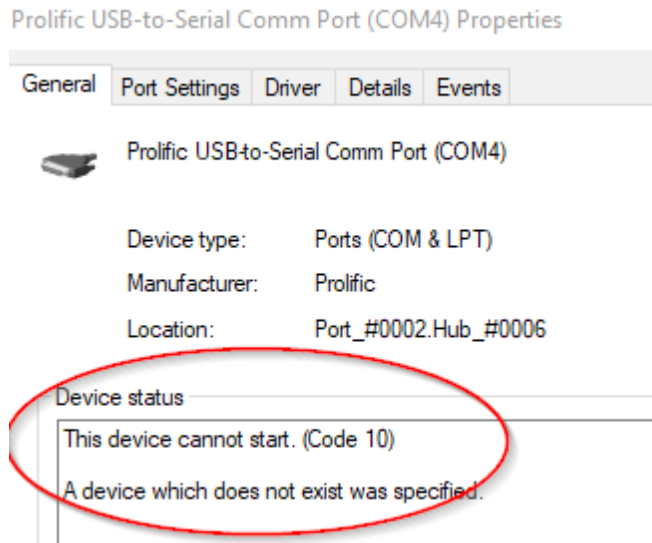 Prolific USB-to-Serial Comm Port (COM4) Properties
General Port Settings Driver Details Events
Prolific USB-to-Serial Comm Port (COM4)
Device type: Ports (COM & LPT)
Manufacturer: Prolific
Location: Port_#0002.Hub_#0006
Device status
This device cannot start. (Code 10)
A device which does not exist was specified.